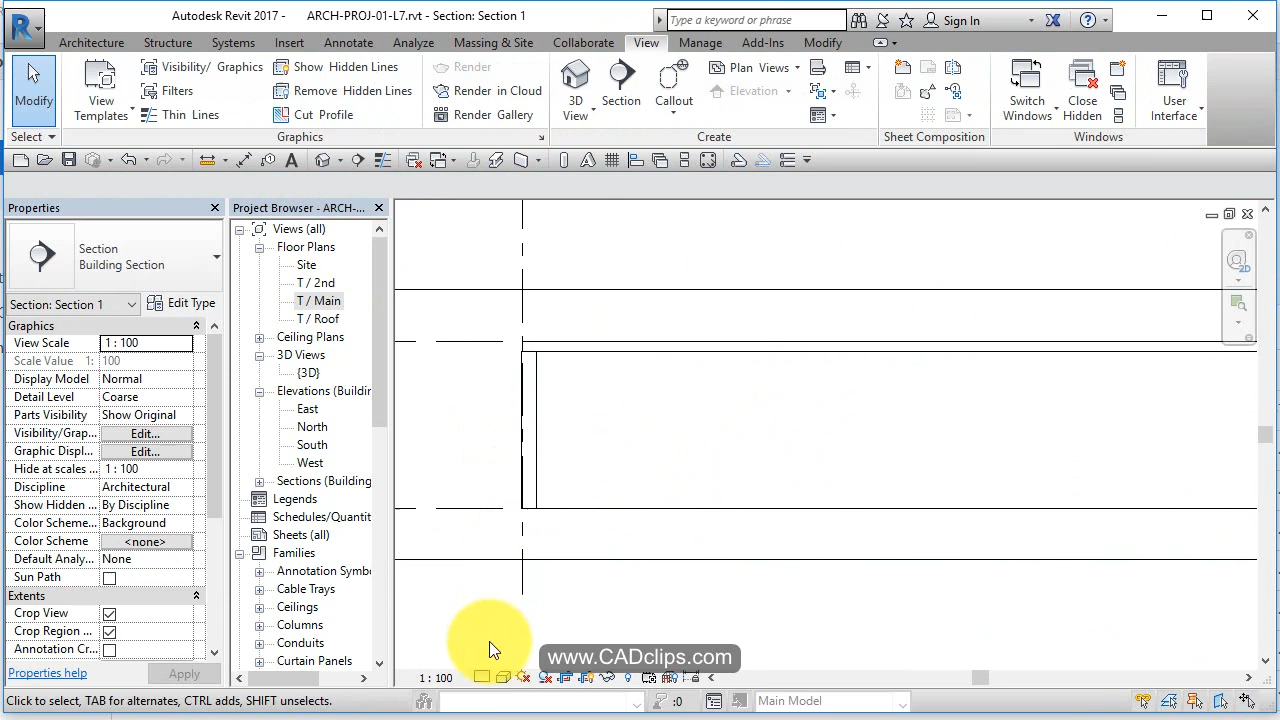 Autodesk Revit 2017 - ARCH-PROJ-01-L7.rvt - Section: Section 1
Type a keyword or phrase
Sign In
Architecture Structure Systems Insert Annotate Analyze Massing & Site Collaborate View Manage Add-Ins Modify
Modify
View Templates
Visibility/ Graphics
Filters
Thin Lines
Show Hidden Lines
Remove Hidden Lines
Cut Profile
Render
Render in Cloud
Render Gallery
3D View
Section
Callout
Plan Views
Elevation
Switch Windows
Close Hidden
User Interface
Select
Graphics
Create
Sheet Composition
Windows
Properties
Section
Building Section
Section: Section 1
Edit Type
Graphics
View Scale 1 : 100
Scale Value 1: 100
Display Model Normal
Detail Level Coarse
Parts Visibility Show Original
Visibility/Grap... Edit...
Graphic Displ... Edit...
Hide at scales ... 1 : 100
Discipline Architectural
Show Hidden ... By Discipline
Color Scheme... Background
Color Scheme <none>
Default Analy... None
Sun Path
Extents
Crop View
Crop Region ...
Annotation Cr...
Properties help
Apply
Project Browser - ARCH-...
Views (all)
Floor Plans
Site
T / 2nd
T / Main
T / Roof
Ceiling Plans
3D Views
{3D}
Elevations (Buildin
East
North
South
West
Sections (Building
Legends
Schedules/Quantit
Sheets (all)
Families
Annotation Symbo
Cable Trays
Ceilings
Columns
Conduits
Curtain Panels
2D
www.CADclips.com
1 : 100
Click to select, TAB for alternates, CTRL adds, SHIFT unselects.
:0
Main Model